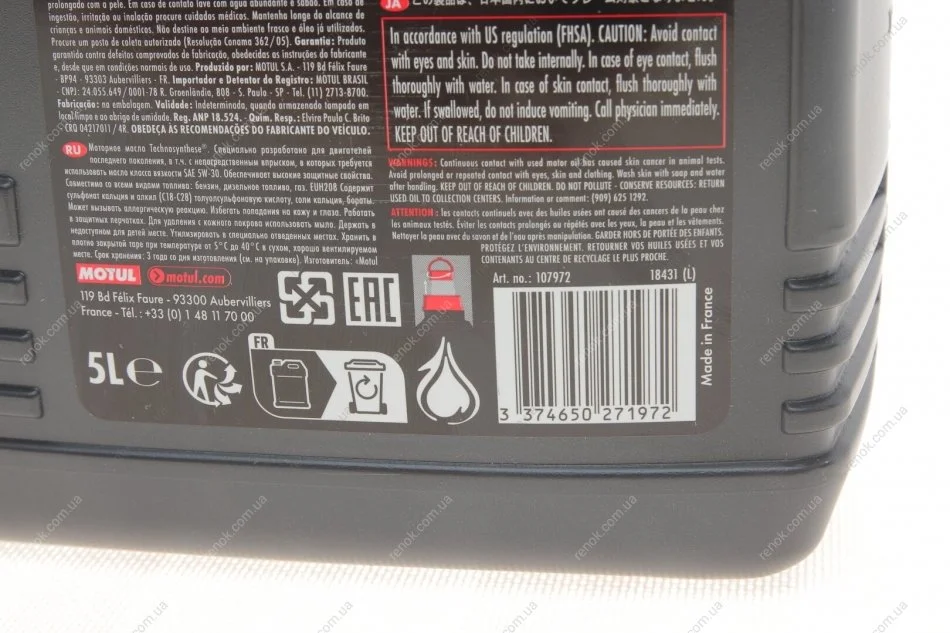 prolongado com a pele. Em caso de contato lave com água abundante e sabão. Em caso de
ingestão, irritação ou inalação procure cuidados médicos. Mantenha longe do alcance de
crianças e animais domésticos. Não destine ao meio ambiente frasco e óleo já utilizados.
Procure um posto de coleta autorizado (Resolução Conama 362/05). Garantia: Produto
garantido contra defeitos comprovados de fabricação, obedecidas as instruções do fabricante
e, desde que em condições normais de uso. Produzido por: MOTUL S.A. - 119 Bd Félix Faure -
BP94 - 93303 Aubervilliers - FR. Importador e Detentor do Registro: MOTUL BRASIL
- CNPJ: 24.055.649/0001-78 R. Groenlândia, 808 - S. Paulo - SP - Tel. (11) 2713-8700.
Fabricação: na embalagem. Validade: Indeterminada, quando armazenado tampado em
local limpo e ao abrigo de umidade. Reg. ANP 18.524. - Quím. Resp.: Elvira Paulo C. Brito
CRQ 04217011/4R. OBEDEÇA ÀS RECOMENDAÇÕES DO FABRICANTE DO VEÍCULO.
RU Моторное масло Technosynthese®. Специально разработано для двигателей
последнего поколения, в т.ч. с непосредственным впрыском, в которых требуется
использовать масло класса вязкости SAE 5W-30. Обеспечивает высокие защитные свойства.
Совместимо со всеми видами топлива: бензин, дизельное топливо, газ. EUH208 Содержит
сульфонат кальция и алкил (C18-C28) толуолсульфоновую кислоту, соли кальция, бораты.
Может вызывать аллергическую реакцию. Избегать попадания на кожу и глаза. Работать
в защитных перчатках. Для удаления с кожного покрова использовать мыло. Держать в
недоступном для детей месте. Утилизировать в специально отведенных местах. Хранить в
плотно закрытой таре при температуре от 5°C до 40°C в сухом, хорошо вентилируемом
месте. Срок хранения: 3 года со дня изготовления (см. на упаковке). Изготовитель: «Motul
MOTUL motul.com
119 Bd Félix Faure - 93300 Aubervilliers
France - Tél. : +33 (0) 1 48 11 70 00
EAC
5L e
FR
JA
In accordance with US regulation (FHSA). CAUTION: Avoid contact
with eyes and skin. Do not take internally. In case of eye contact, flush
thoroughly with water. In case of skin contact, flush thoroughly with
water. If swallowed, do not induce vomiting. Call physician immediately.
KEEP OUT OF REACH OF CHILDREN.
WARNINGS: Continuous contact with used motor oil has caused skin cancer in animal tests.
Avoid prolonged or repeated contact with eyes, skin and clothing. Wash skin with soap and water
after handling. KEEP OUT OF REACH OF CHILDREN. DO NOT POLLUTE - CONSERVE RESOURCES: RETURN
USED OIL TO COLLECTION CENTERS. Information or comment: (909) 625 1292.
ATTENTION : les contacts continuels avec des huiles usées ont causé des cancers de la peau chez
les animaux testés. Éviter les contacts prolongés ou répétés avec les yeux, la peau et les vêtements.
Nettoyer la peau avec du savon et de l'eau après manipulation. GARDER HORS DE PORTÉE DES ENFANTS.
PROTÉGEZ L'ENVIRONNEMENT. RETOURNER VOS HUILES USÉES ET VOS
CONTENANTS AU CENTRE DE RECYCLAGE LE PLUS PROCHE.
Art. no.: 107972 18431 (L)
3 374650 271972
Made in France
renok.com.ua